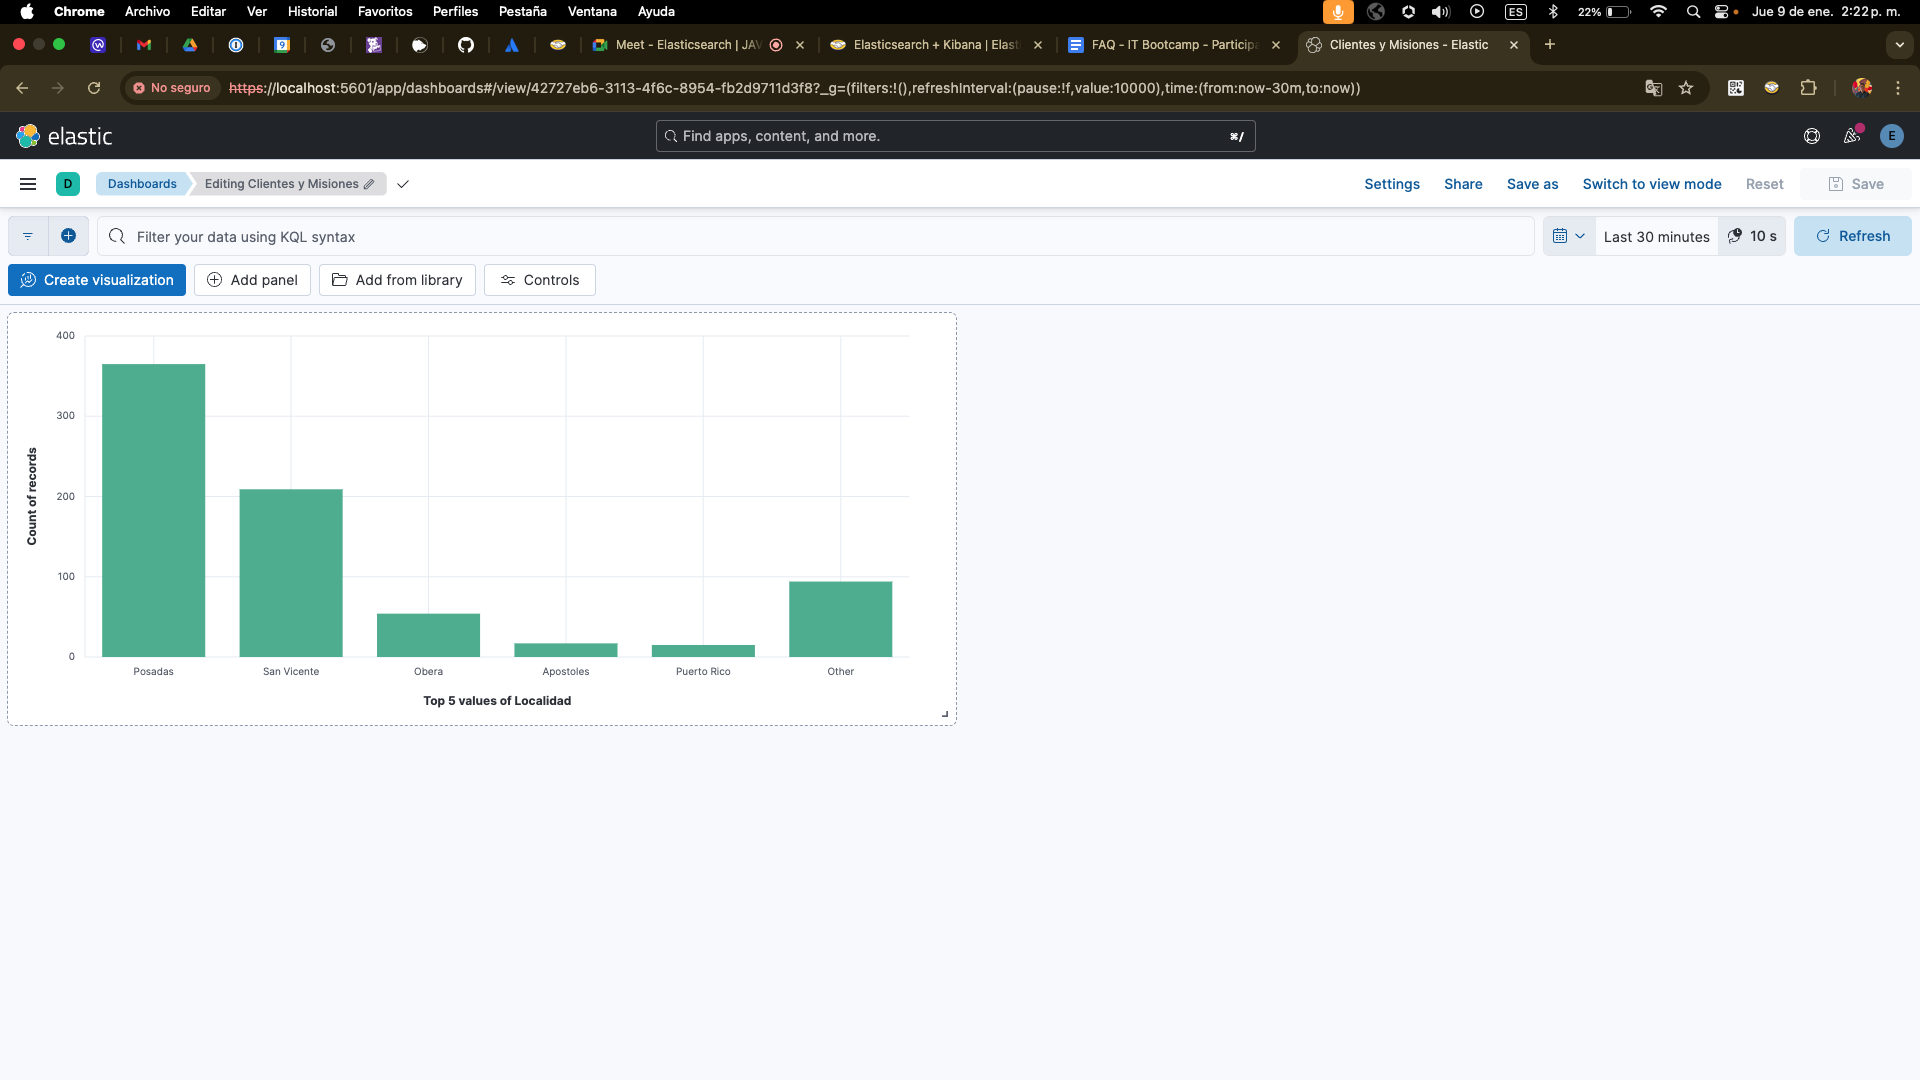 Chrome Archivo Editar Ver Historial Favoritos Perfiles Pestaña Ventana Ayuda ES 22% Jue 9 de ene. 2:22 p. m.
Meet - Elasticsearch | JAV Elasticsearch + Kibana | Elast FAQ - IT Bootcamp - Participa Clientes y Misiones - Elastic
No seguro https://localhost:5601/app/dashboards#/view/42727eb6-3113-4f6c-8954-fb2d9711d3f8?_g=(filters:!(),refreshInterval:(pause:!f,value:10000),time:(from:now-30m,to:now))
elastic Find apps, content, and more. ⌘/ E
D Dashboards Editing Clientes y Misiones Settings Share Save as Switch to view mode Reset Save
Filter your data using KQL syntax Last 30 minutes 10 s Refresh
Create visualization Add panel Add from library Controls
400
300
200
100
0
Count of records
Posadas San Vicente Obera Apostoles Puerto Rico Other
Top 5 values of Localidad